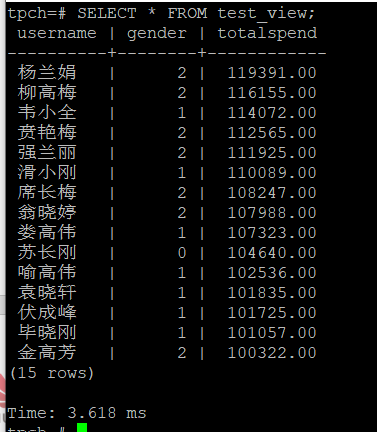 tpch=# SELECT * FROM test_view;
username | gender | totalspend
----------+--------+------------
杨兰娟 | 2 | 119391.00
柳高梅 | 2 | 116155.00
韦小全 | 1 | 114072.00
贲艳梅 | 2 | 112565.00
强兰丽 | 2 | 111925.00
滑小刚 | 1 | 110089.00
席长梅 | 2 | 108247.00
翁晓婷 | 2 | 107988.00
娄高伟 | 1 | 107323.00
苏长刚 | 0 | 104640.00
喻高伟 | 1 | 102536.00
袁晓轩 | 1 | 101835.00
伏成峰 | 1 | 101725.00
毕晓刚 | 1 | 101057.00
金高芳 | 2 | 100322.00
(15 rows)
Time: 3.618 ms
tpch=#